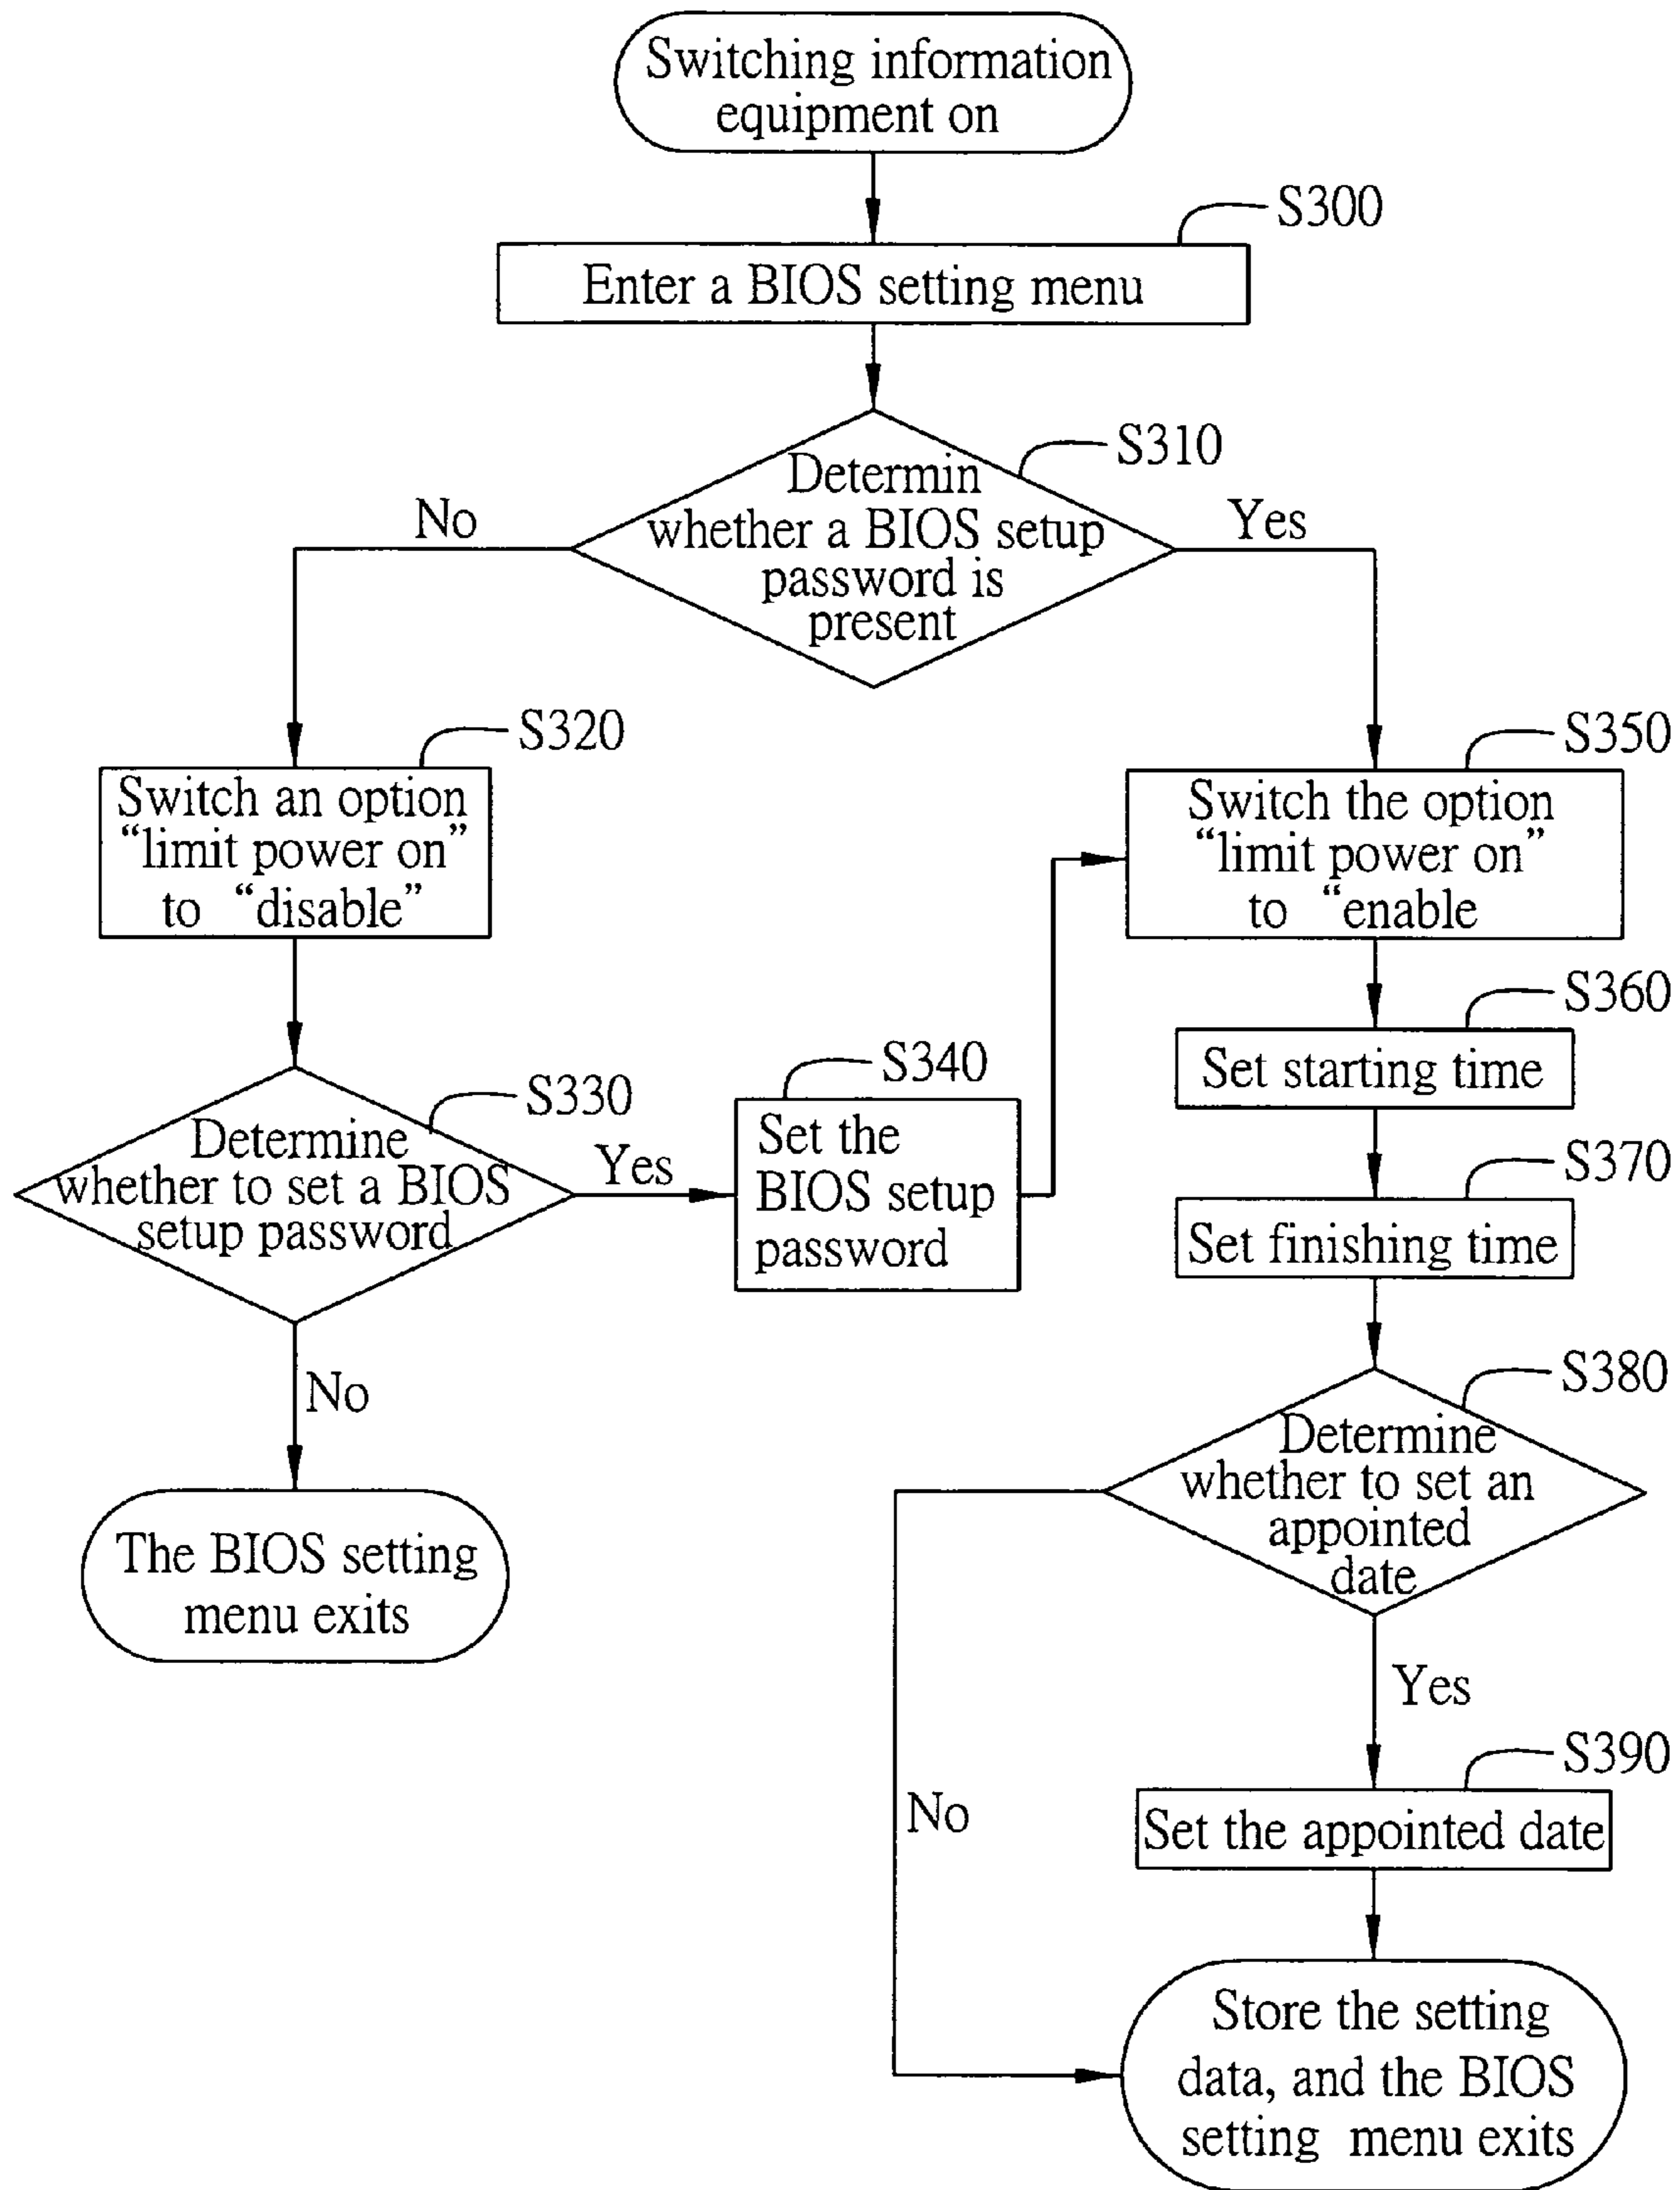 Switching information
equipment on
S300
Enter a BIOS setting menu
S310
Determin
whether a BIOS setup
password is
present
No
Yes
S320
Switch an option
“limit power on”
to “disable”
S350
Switch the option
“limit power on”
to “enable
S360
Set starting time
S330
Determine
whether to set a BIOS
setup password
Yes
S340
Set the
BIOS setup
password
S370
Set finishing time
No
The BIOS setting
menu exits
S380
Determine
whether to set an
appointed
date
Yes
No
S390
Set the appointed date
Store the setting
data, and the BIOS
setting menu exits